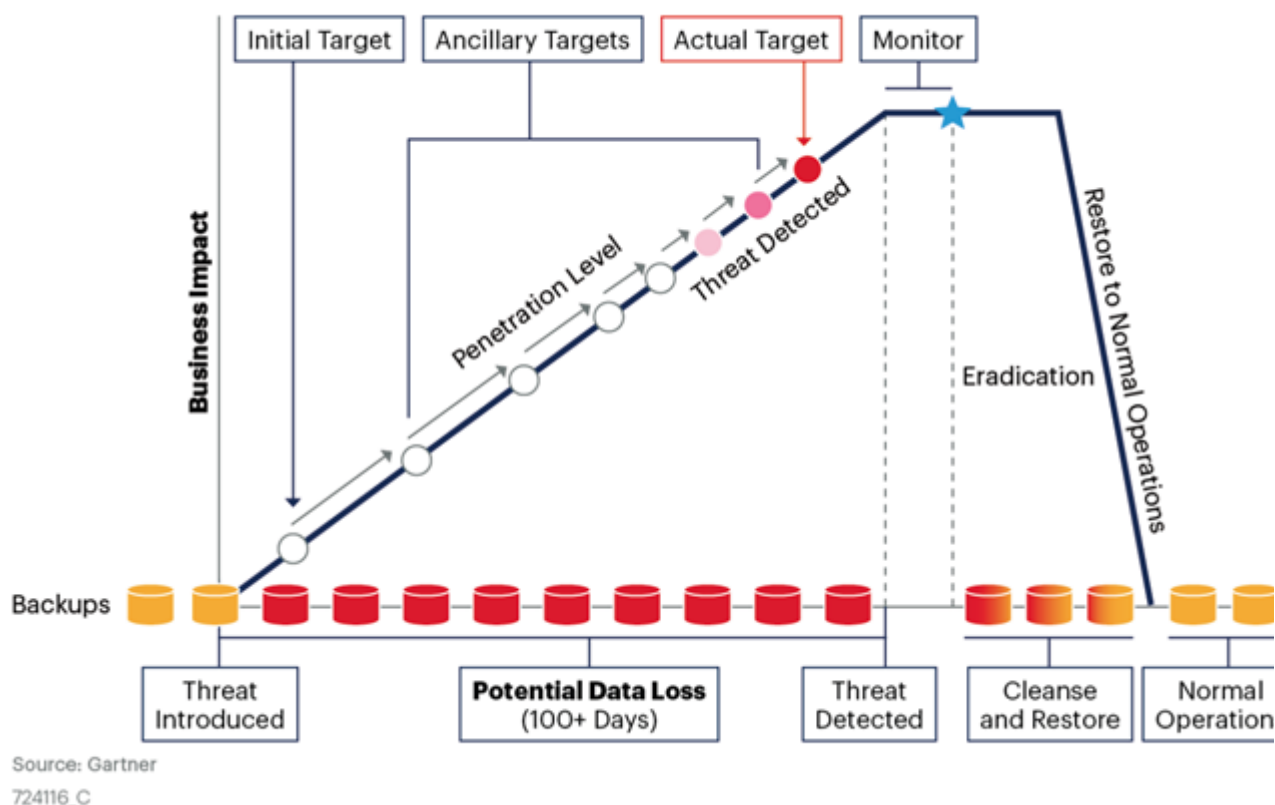 Initial Target
Ancillary Targets
Actual Target
Monitor
Business Impact
Penetration Level
Threat Detected
Eradication
Restore to Normal Operations
Backups
Threat
Introduced
Potential Data Loss
(100+ Days)
Threat
Detected
Cleanse
and Restore
Normal
Operation
Source: Gartner
724116_C